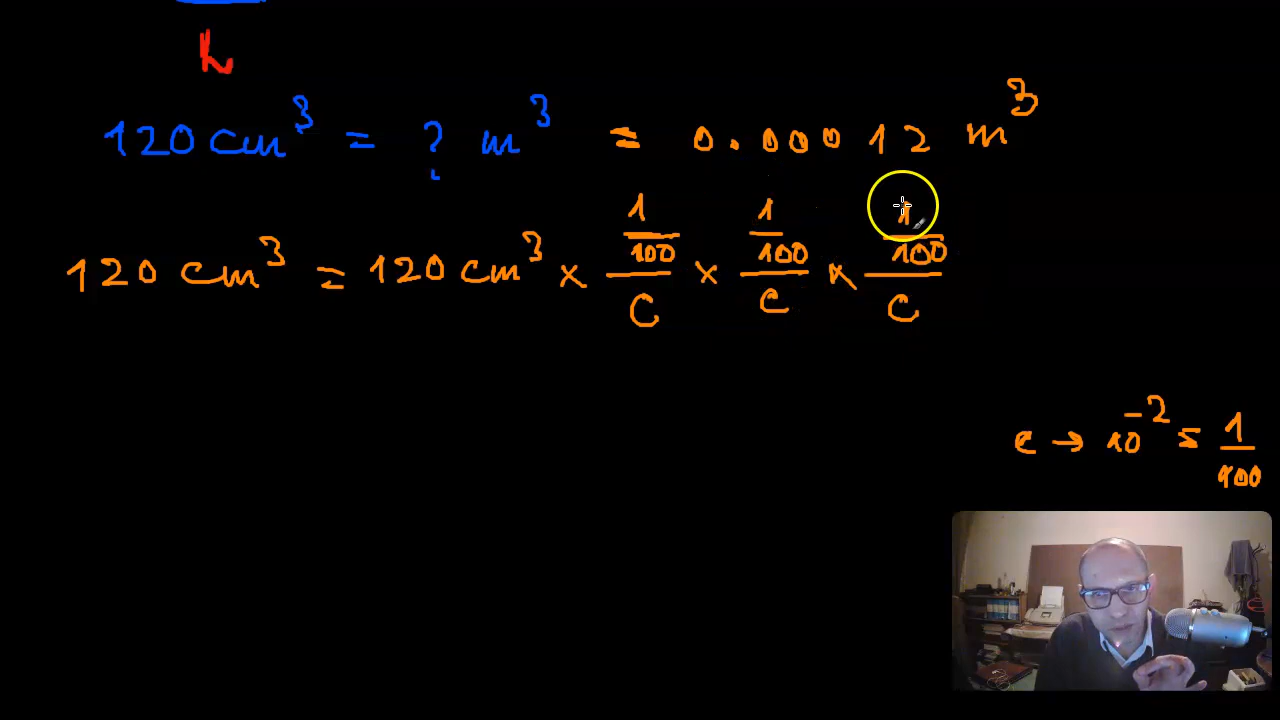 h
120 cm³ = ? m³ = 0.00012 m³
120 cm³ = 120 cm³ × (1/100)/c × (1/100)/c × (1/100)/c
c → 10⁻² = 1/100